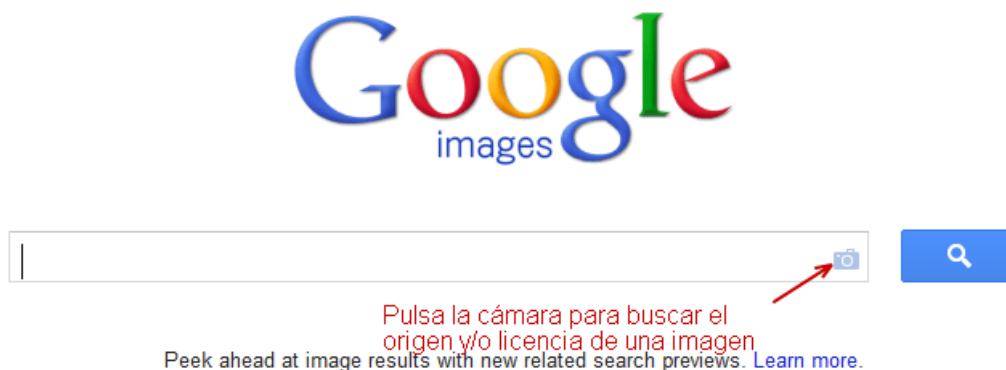 Google
images
Pulsa la cámara para buscar el
origen y/o licencia de una imagen
Peek ahead at image results with new related search previews. Learn more.